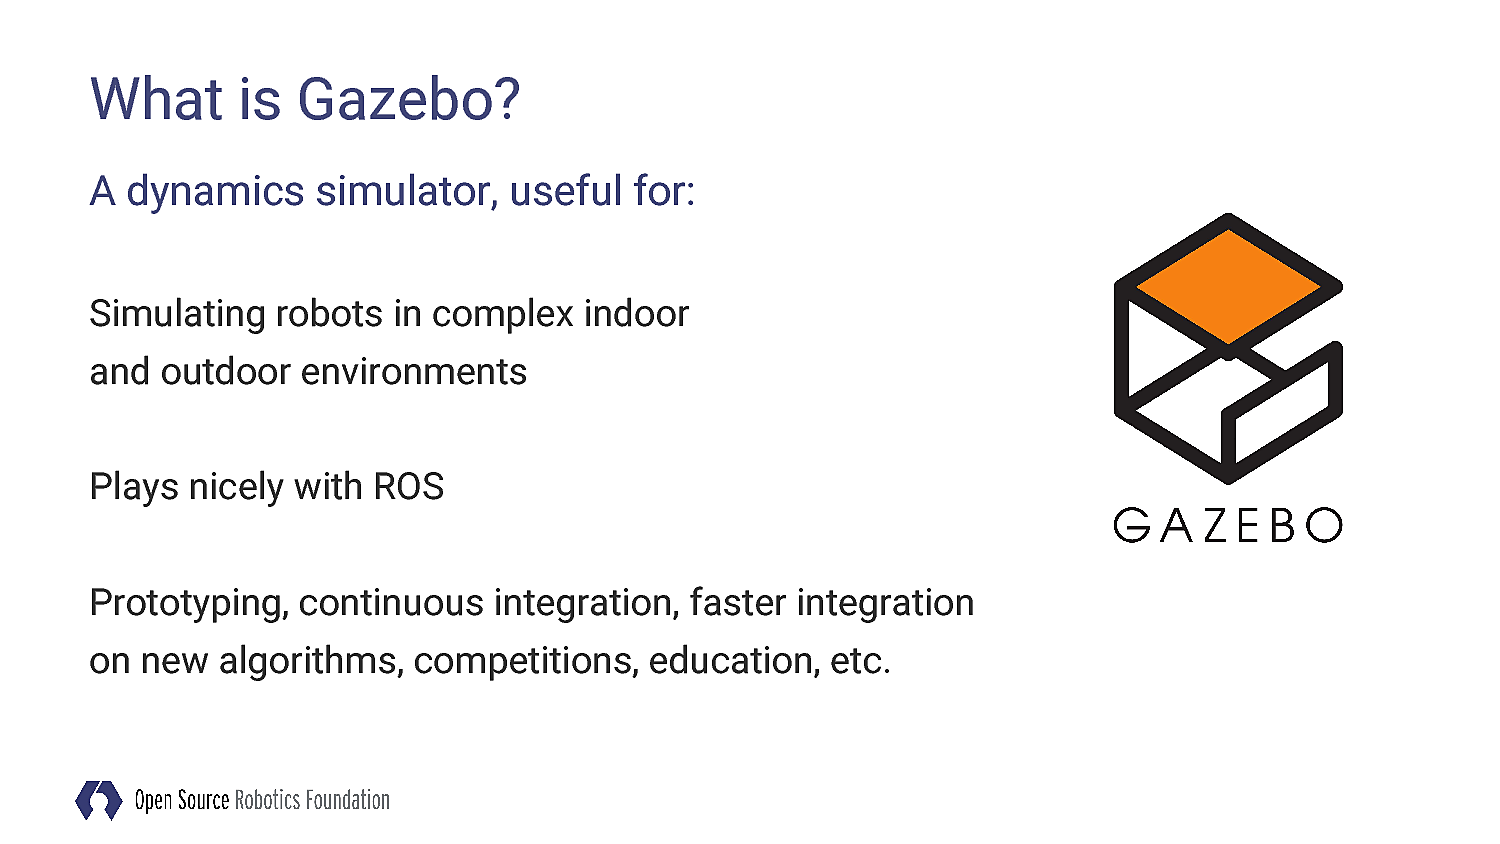 What is Gazebo?
A dynamics simulator, useful for:
Simulating robots in complex indoor
and outdoor environments
Plays nicely with ROS
Prototyping, continuous integration, faster integration
on new algorithms, competitions, education, etc.
GAZEBO
Open Source Robotics Foundation